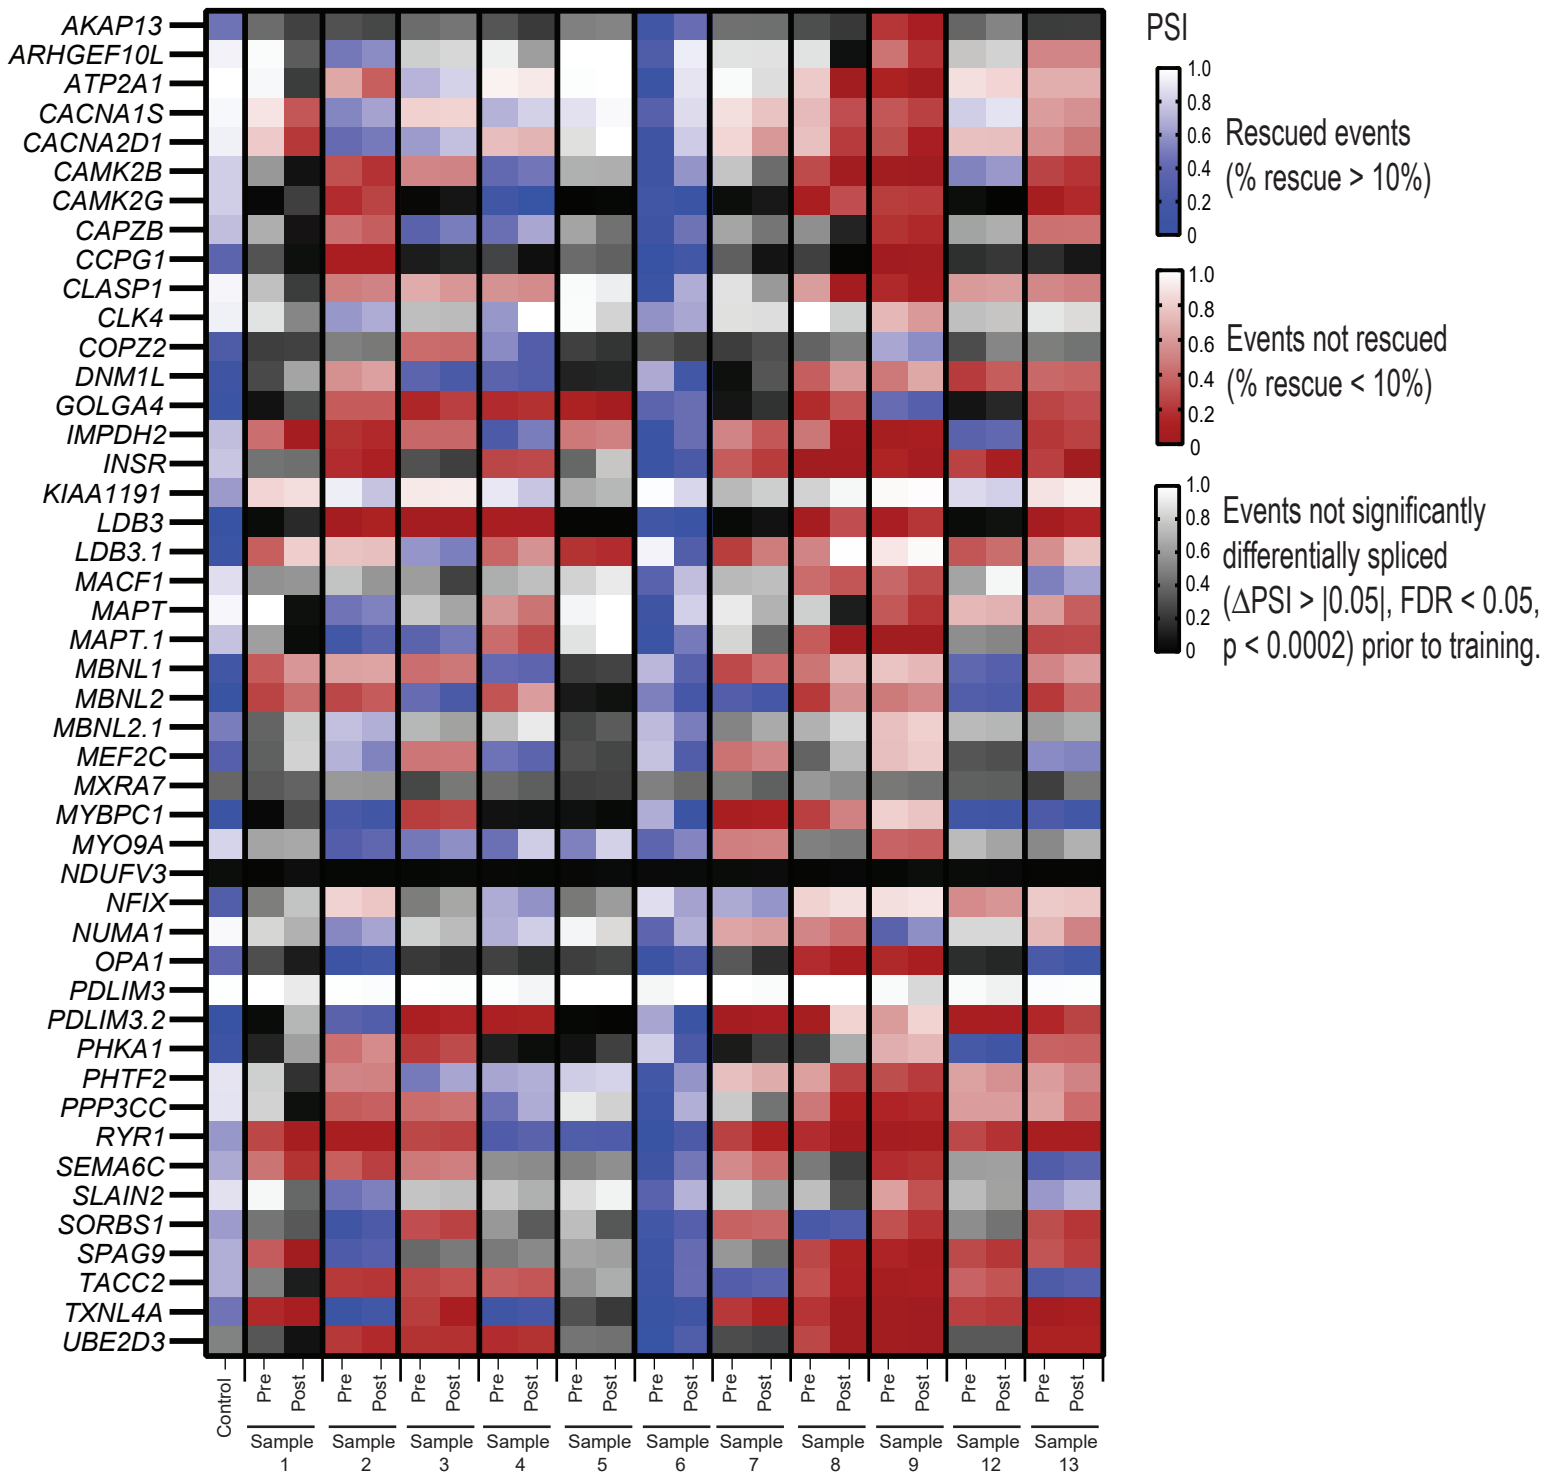 AKAP13
ARHGEF10L
ATP2A1
CACNA1S
CACNA2D1
CAMK2B
CAMK2G
CAPZB
CCPG1
CLASP1
CLK4
COPZ2
DNM1L
GOLGA4
IMPDH2
INSR
KIAA1191
LDB3
LDB3.1
MACF1
MAPT
MAPT.1
MBNL1
MBNL2
MBNL2.1
MEF2C
MXRA7
MYBPC1
MYO9A
NDUFV3
NFIX
NUMA1
OPA1
PDLIM3
PDLIM3.2
PHKA1
PHTF2
PPP3CC
RYR1
SEMA6C
SLAIN2
SORBS1
SPAG9
TACC2
TXNL4A
UBE2D3
Control
Pre Post Pre Post Pre Post Pre Post Pre Post Pre Post Pre Post Pre Post Pre Post Pre Post Pre Post
Sample Sample Sample Sample Sample Sample Sample Sample Sample Sample Sample
1 2 3 4 5 6 7 8 9 12 13
PSI
1.0
0.8
0.6
0.4
0.2
0
Rescued events
(% rescue > 10%)
1.0
0.8
0.6
0.4
0.2
0
Events not rescued
(% rescue < 10%)
1.0
0.8
0.6
0.4
0.2
0
Events not significantly
differentially spliced
(ΔPSI > |0.05|, FDR < 0.05,
p < 0.0002) prior to training.